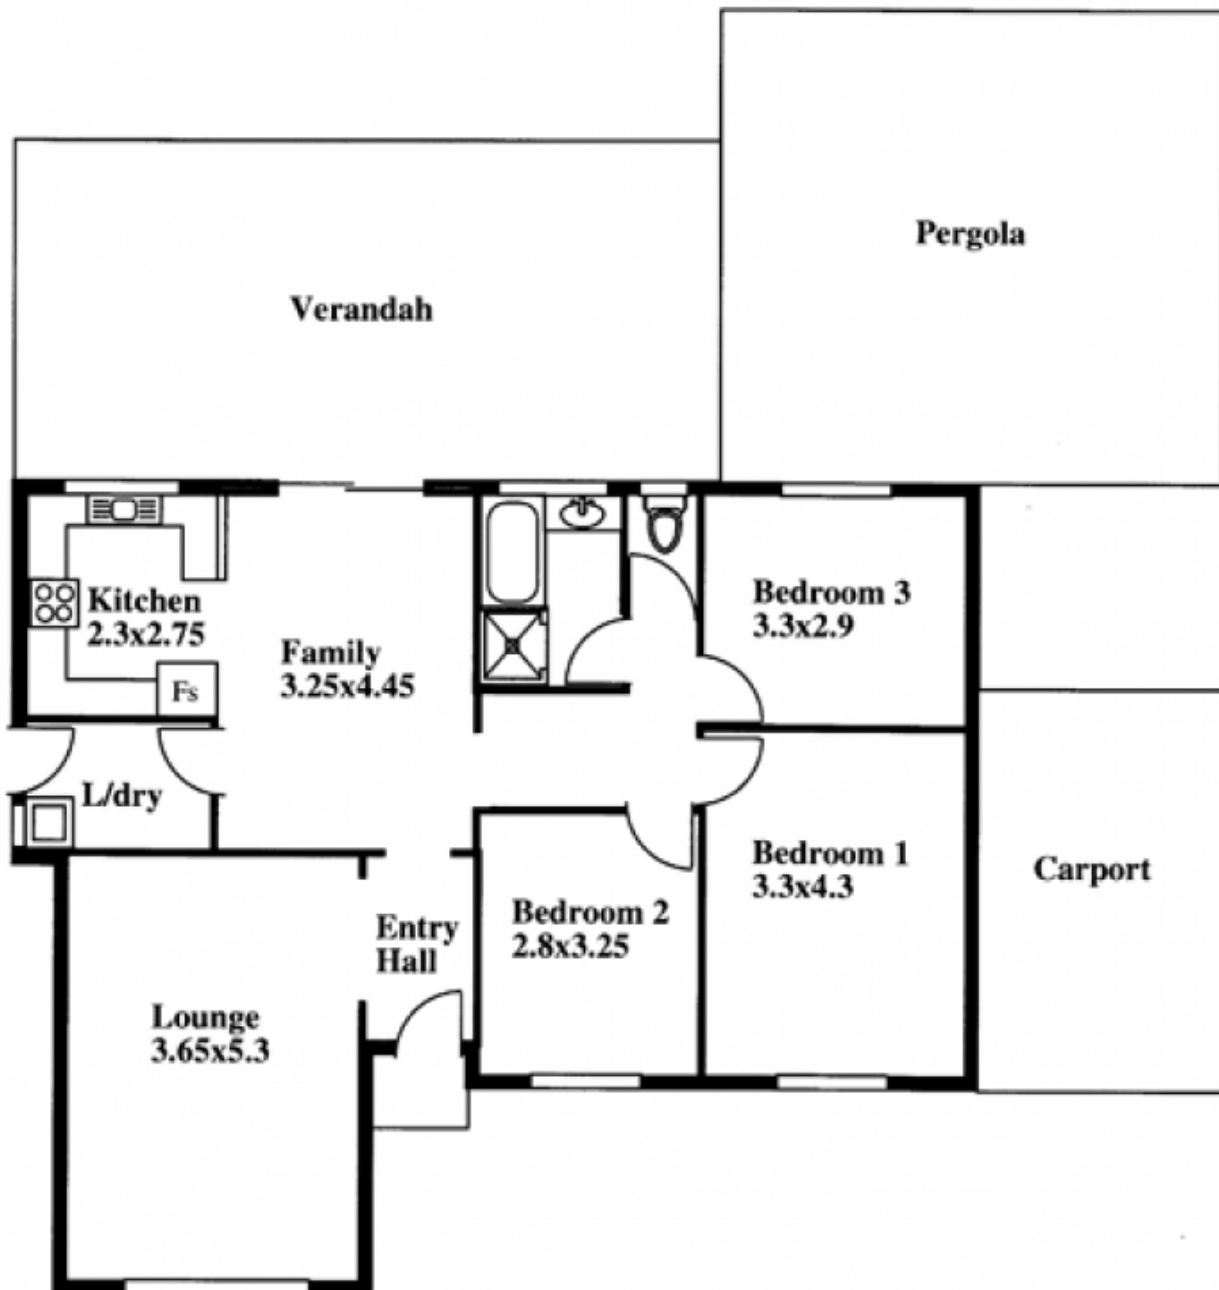 Pergola
Verandah
Kitchen
2.3x2.75
Fs
Family
3.25x4.45
Bedroom 3
3.3x2.9
L/dry
Bedroom 1
3.3x4.3
Carport
Bedroom 2
2.8x3.25
Entry
Hall
Lounge
3.65x5.3